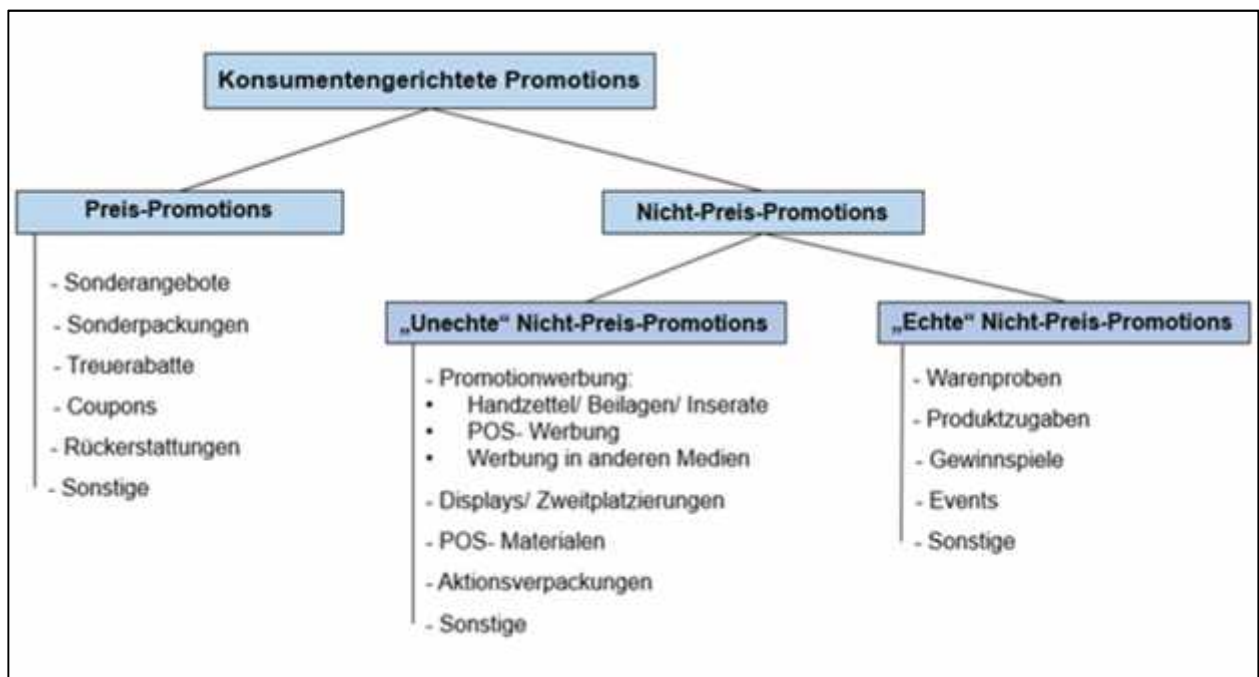 Konsumentengerichtete Promotions
Preis-Promotions
- Sonderangebote
- Sonderpackungen
- Treuerabatte
- Coupons
- Rückerstattungen
- Sonstige
Nicht-Preis-Promotions
„Unechte“ Nicht-Preis-Promotions
- Promotionwerbung:
• Handzettel/ Beilagen/ Inserate
• POS- Werbung
• Werbung in anderen Medien
- Displays/ Zweitplatzierungen
- POS- Materialen
- Aktionsverpackungen
- Sonstige
„Echte“ Nicht-Preis-Promotions
- Warenproben
- Produktzugaben
- Gewinnspiele
- Events
- Sonstige